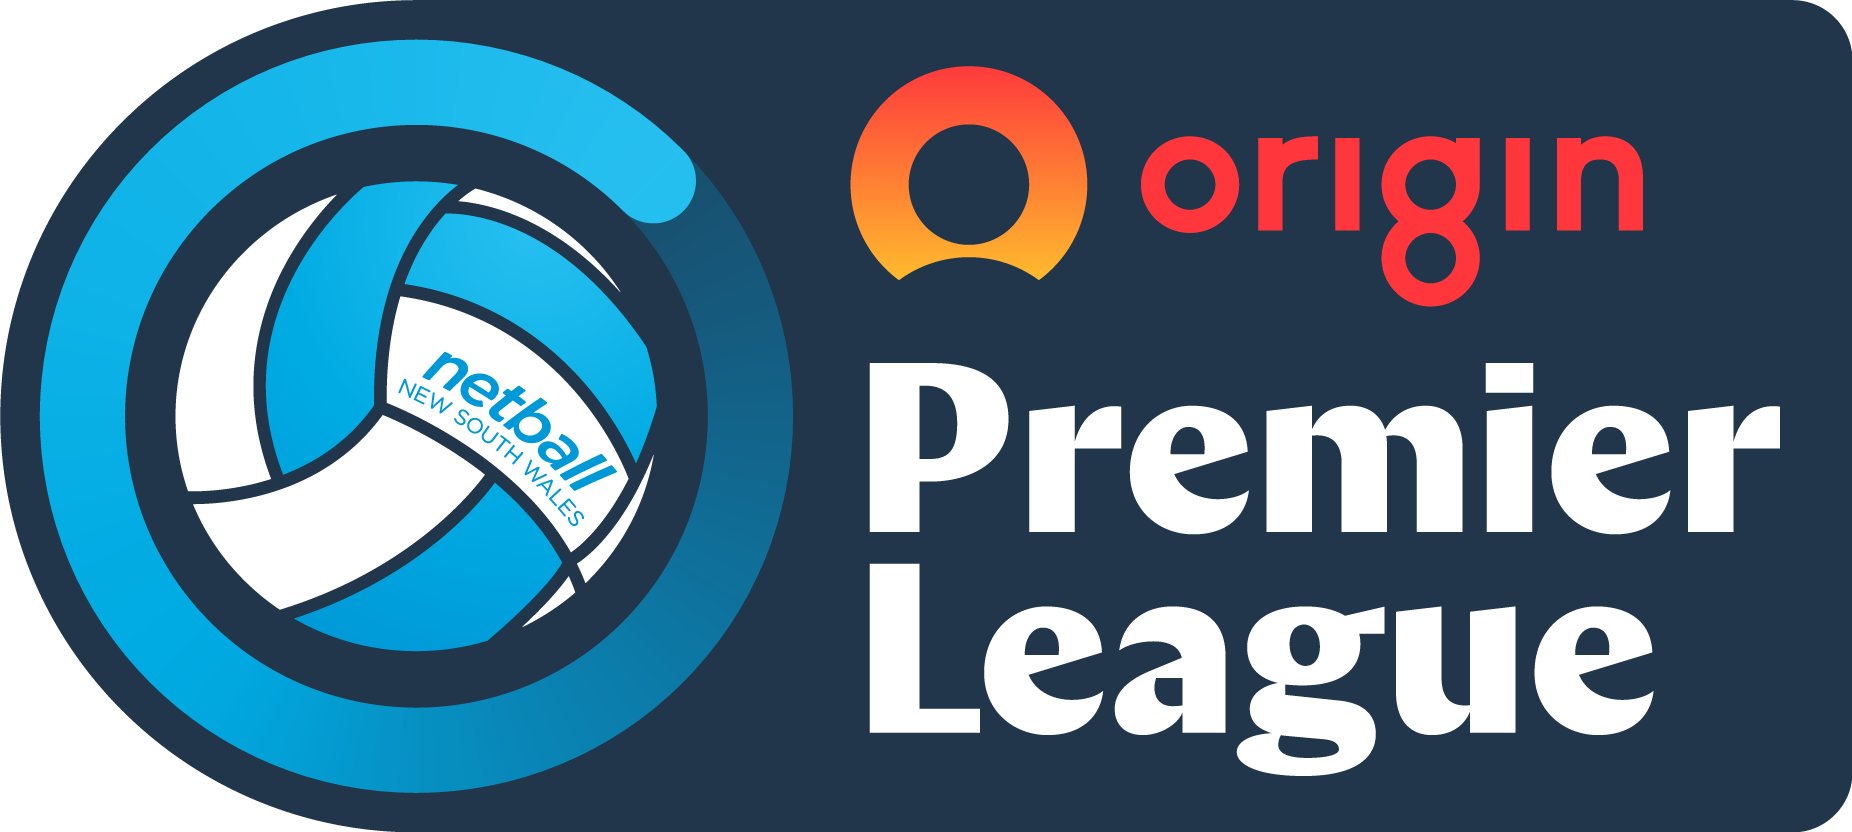 netball
NEW SOUTH WALES
origin
Premier
League